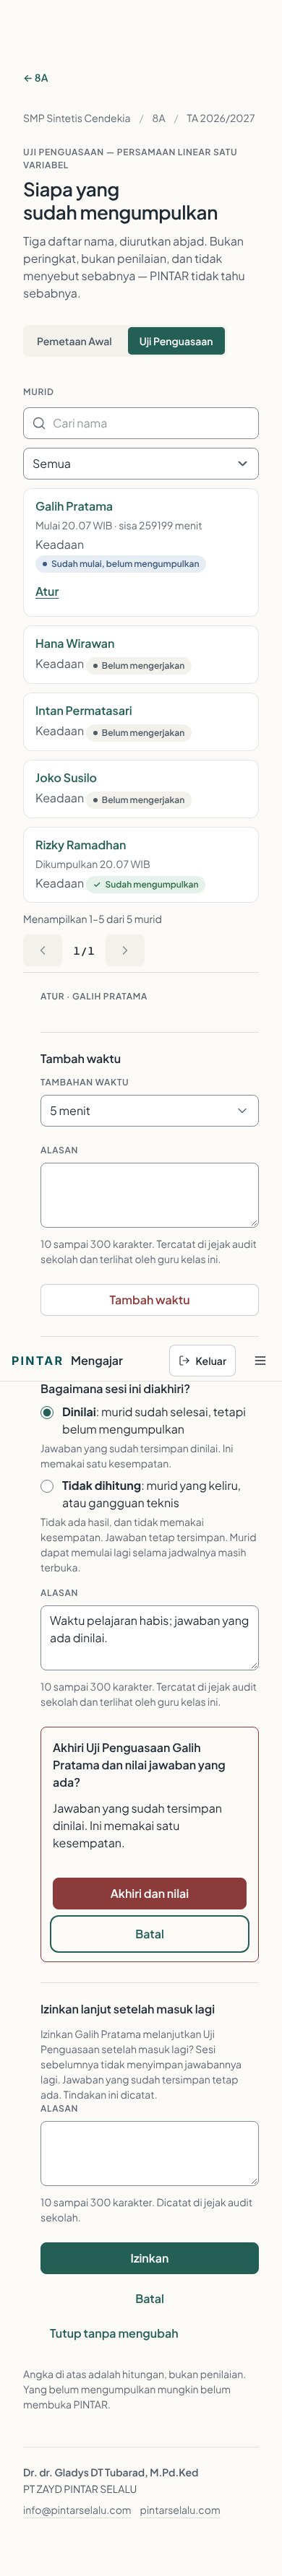 ← 8A
SMP Sintetis Cendekia / 8A / TA 2026/2027
UJI PENGUASAAN — PERSAMAAN LINEAR SATU
VARIABEL
Siapa yang
sudah mengumpulkan
Tiga daftar nama, diurutkan abjad. Bukan
peringkat, bukan penilaian, dan tidak
menyebut sebabnya — PINTAR tidak tahu
sebabnya.
Pemetaan Awal Uji Penguasaan
MURID
Cari nama
Semua
Galih Pratama
Mulai 20.07 WIB · sisa 259199 menit
Keadaan
Sudah mulai, belum mengumpulkan
Atur
Hana Wirawan
Keadaan Belum mengerjakan
Intan Permatasari
Keadaan Belum mengerjakan
Joko Susilo
Keadaan Belum mengerjakan
Rizky Ramadhan
Dikumpulkan 20.07 WIB
Keadaan ✓ Sudah mengumpulkan
Menampilkan 1–5 dari 5 murid
1/1
ATUR · GALIH PRATAMA
Tambah waktu
TAMBAHAN WAKTU
5 menit
ALASAN
10 sampai 300 karakter. Tercatat di jejak audit
sekolah dan terlihat oleh guru kelas ini.
Tambah waktu
PINTAR Mengajar Keluar
Bagaimana sesi ini diakhiri?
Dinilai: murid sudah selesai, tetapi
belum mengumpulkan
Jawaban yang sudah tersimpan dinilai. Ini
memakai satu kesempatan.
Tidak dihitung: murid yang keliru,
atau gangguan teknis
Tidak ada hasil, dan tidak memakai
kesempatan. Jawaban tetap tersimpan. Murid
dapat memulai lagi selama jadwalnya masih
terbuka.
ALASAN
Waktu pelajaran habis; jawaban yang
ada dinilai.
10 sampai 300 karakter. Tercatat di jejak audit
sekolah dan terlihat oleh guru kelas ini.
Akhiri Uji Penguasaan Galih
Pratama dan nilai jawaban yang
ada?
Jawaban yang sudah tersimpan
dinilai. Ini memakai satu
kesempatan.
Akhiri dan nilai
Batal
Izinkan lanjut setelah masuk lagi
Izinkan Galih Pratama melanjutkan Uji
Penguasaan setelah masuk lagi? Sesi
sebelumnya tidak menyimpan jawabannya
lagi. Jawaban yang sudah tersimpan tetap
ada. Tindakan ini dicatat.
ALASAN
10 sampai 300 karakter. Dicatat di jejak audit
sekolah.
Izinkan
Batal
Tutup tanpa mengubah
Angka di atas adalah hitungan, bukan penilaian.
Yang belum mengumpulkan mungkin belum
membuka PINTAR.
Dr. dr. Gladys DT Tubarad, M.Pd.Ked
PT ZAYD PINTAR SELALU
info@pintarselalu.com pintarselalu.com